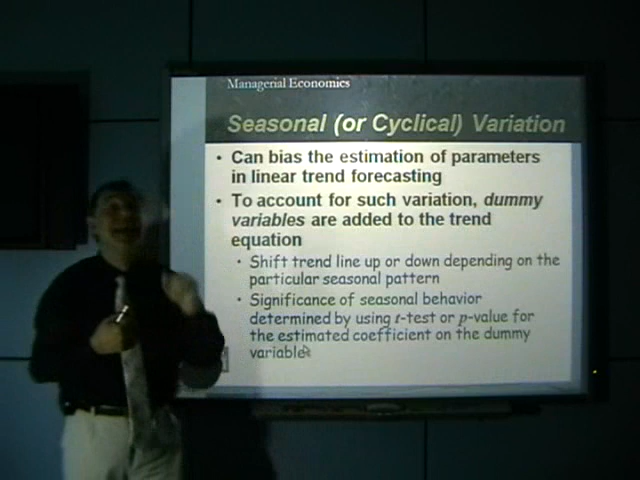 Managerial Economics
Seasonal (or Cyclical) Variation
• Can bias the estimation of parameters
in linear trend forecasting
• To account for such variation, dummy
variables are added to the trend
equation
• Shift trend line up or down depending on the
particular seasonal pattern
• Significance of seasonal behavior
determined by using t-test or p-value for
the estimated coefficient on the dummy
variable